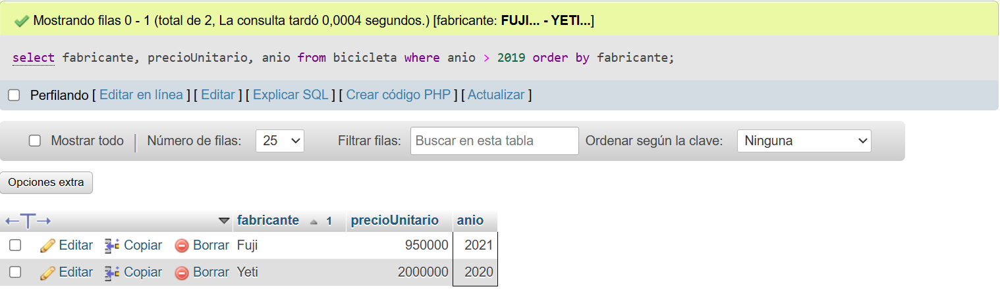 Mostrando filas 0 - 1 (total de 2, La consulta tardó 0,0004 segundos.) [fabricante: FUJI... - YETI...]
select fabricante, precioUnitario, anio from bicicleta where anio > 2019 order by fabricante;
Perfilando [ Editar en línea ] [ Editar ] [ Explicar SQL ] [ Crear código PHP ] [ Actualizar ]
Mostrar todo Número de filas: 25 Filtrar filas: Buscar en esta tabla Ordenar según la clave: Ninguna
Opciones extra
fabricante 1 precioUnitario anio
Editar Copiar Borrar Fuji 950000 2021
Editar Copiar Borrar Yeti 2000000 2020